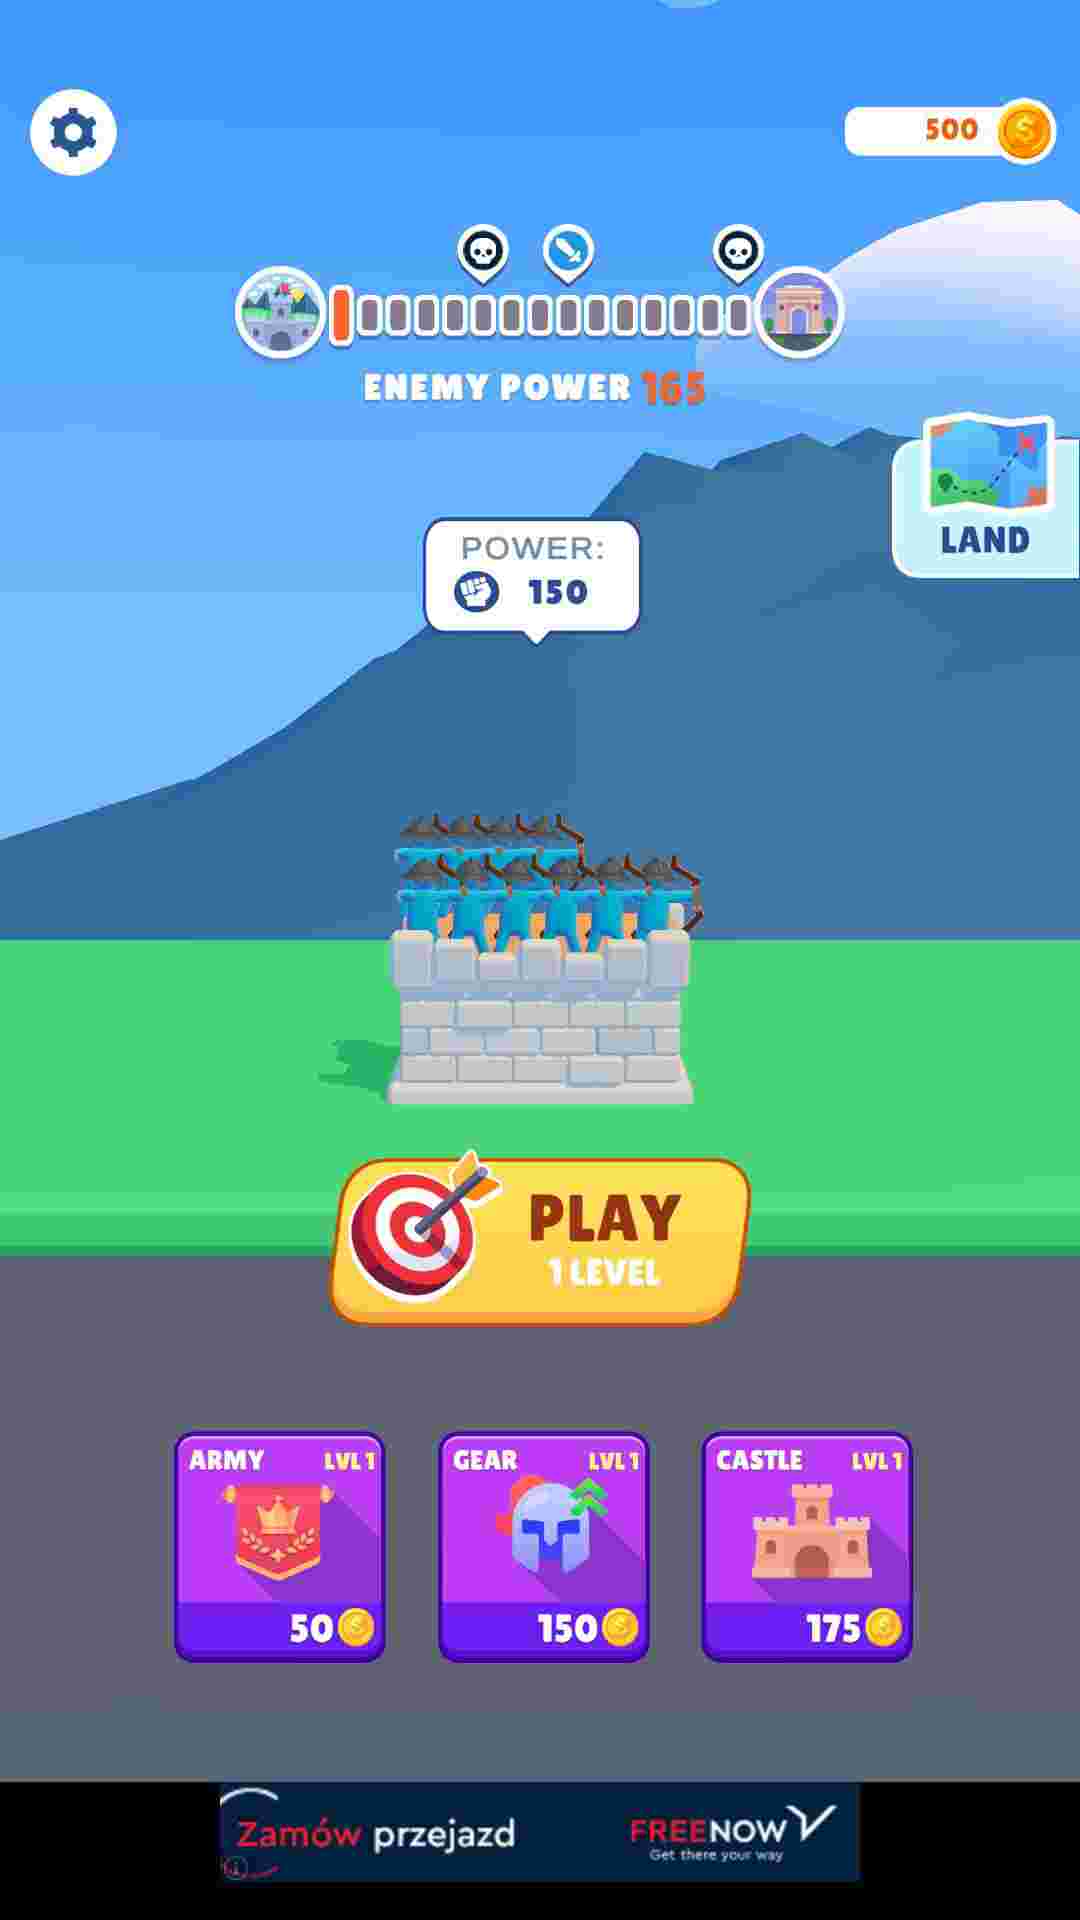 500
ENEMY POWER 165
LAND
POWER:
150
PLAY
1 LEVEL
ARMY LVL 1
50
GEAR LVL 1
150
CASTLE LVL 1
175
Zamów przejazd
FREENOW
Get there your way